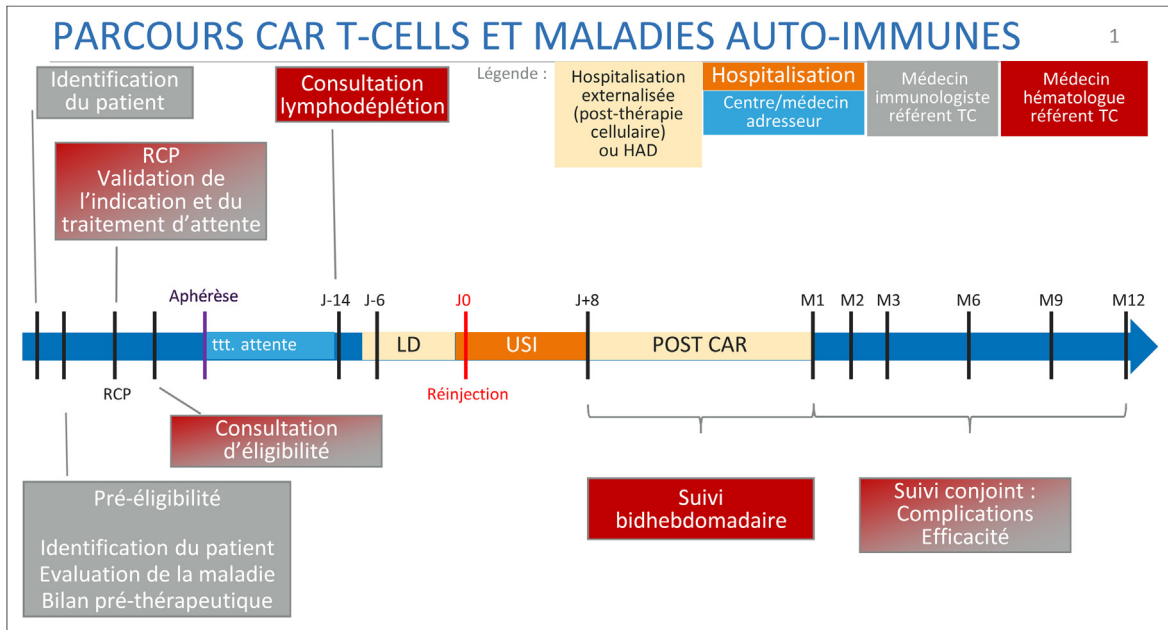 PARCOURS CAR T-CELLS ET MALADIES AUTO-IMMUNES
1
Identification
du patient
Consultation
lymphodéplétion
Légende :
Hospitalisation
externalisée
(post-thérapie
cellulaire)
ou HAD
Hospitalisation
Centre/médecin
adresseur
Médecin
immunologiste
référent TC
Médecin
hématologue
référent TC
RCP
Validation de
l'indication et du
traitement d'attente
Aphérèse
J-14
J-6
J0
J+8
M1
M2
M3
M6
M9
M12
ttt. attente
LD
USI
POST CAR
RCP
Réinjection
Consultation
d'éligibilité
Pré-éligibilité
Identification du patient
Evaluation de la maladie
Bilan pré-thérapeutique
Suivi
bidhebdomadaire
Suivi conjoint :
Complications
Efficacité